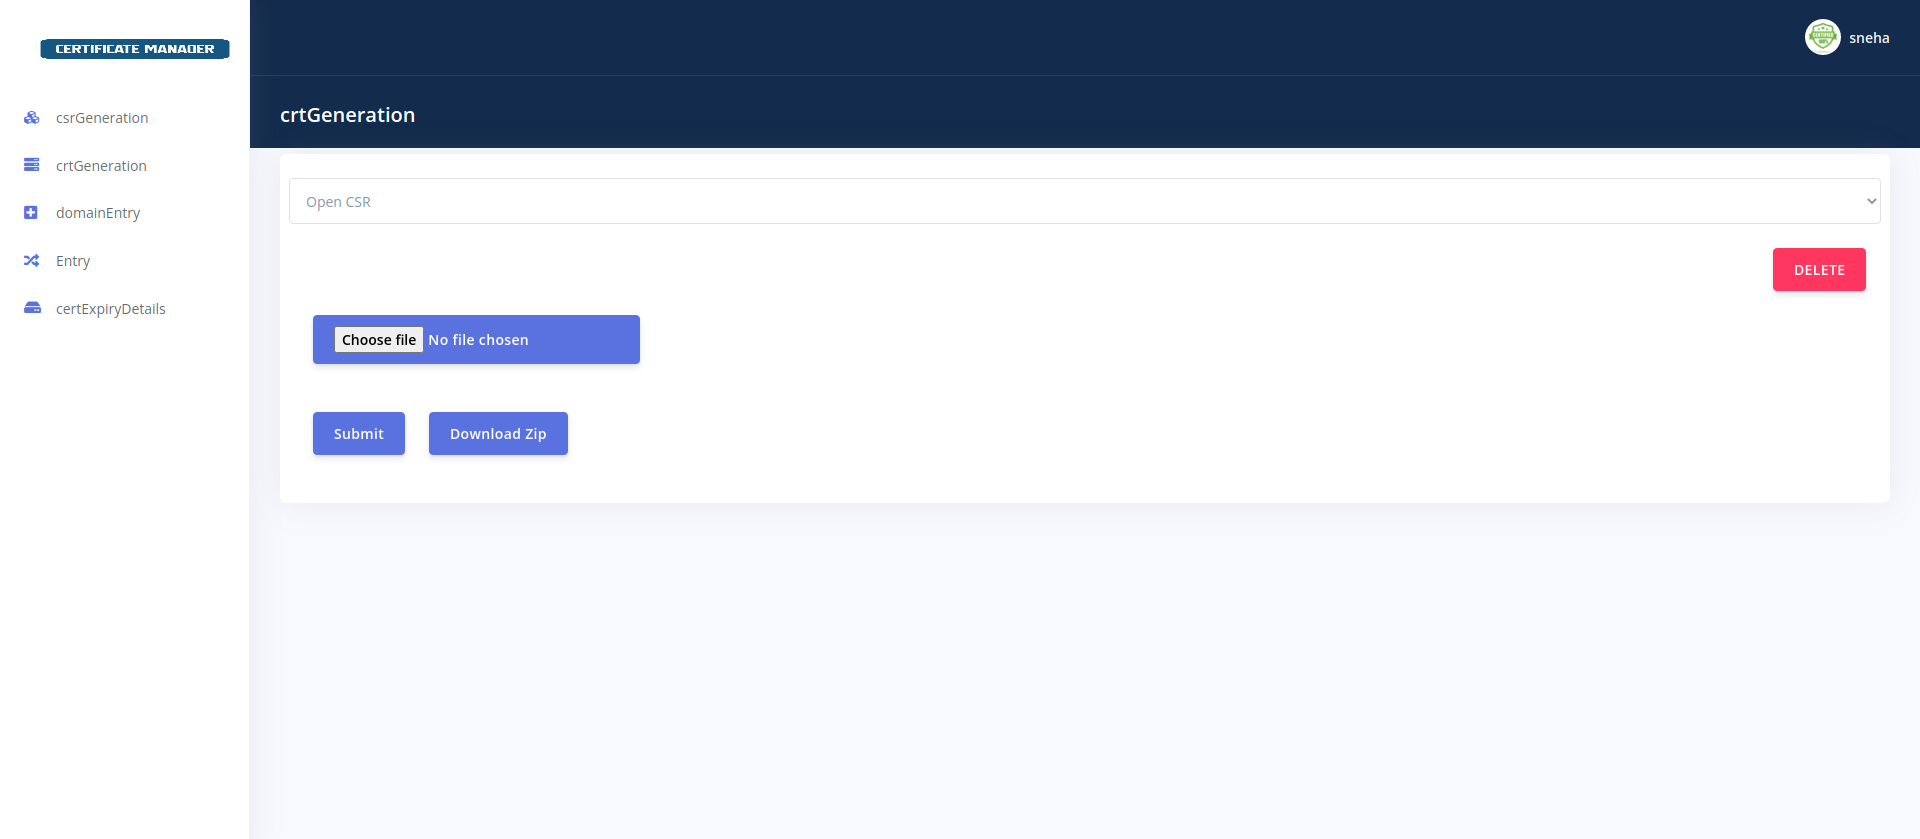 CERTIFICATE MANAGER
sneha
crtGeneration
csrGeneration
crtGeneration
domainEntry
Entry
certExpiryDetails
Open CSR
DELETE
Choose file No file chosen
Submit
Download Zip